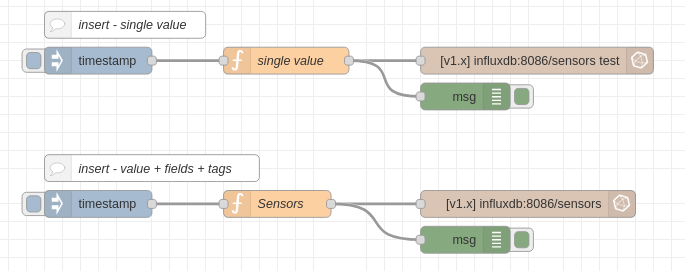 insert - single value
timestamp
single value
[v1.x] influxdb:8086/sensors test
msg
insert - value + fields + tags
timestamp
Sensors
[v1.x] influxdb:8086/sensors
msg